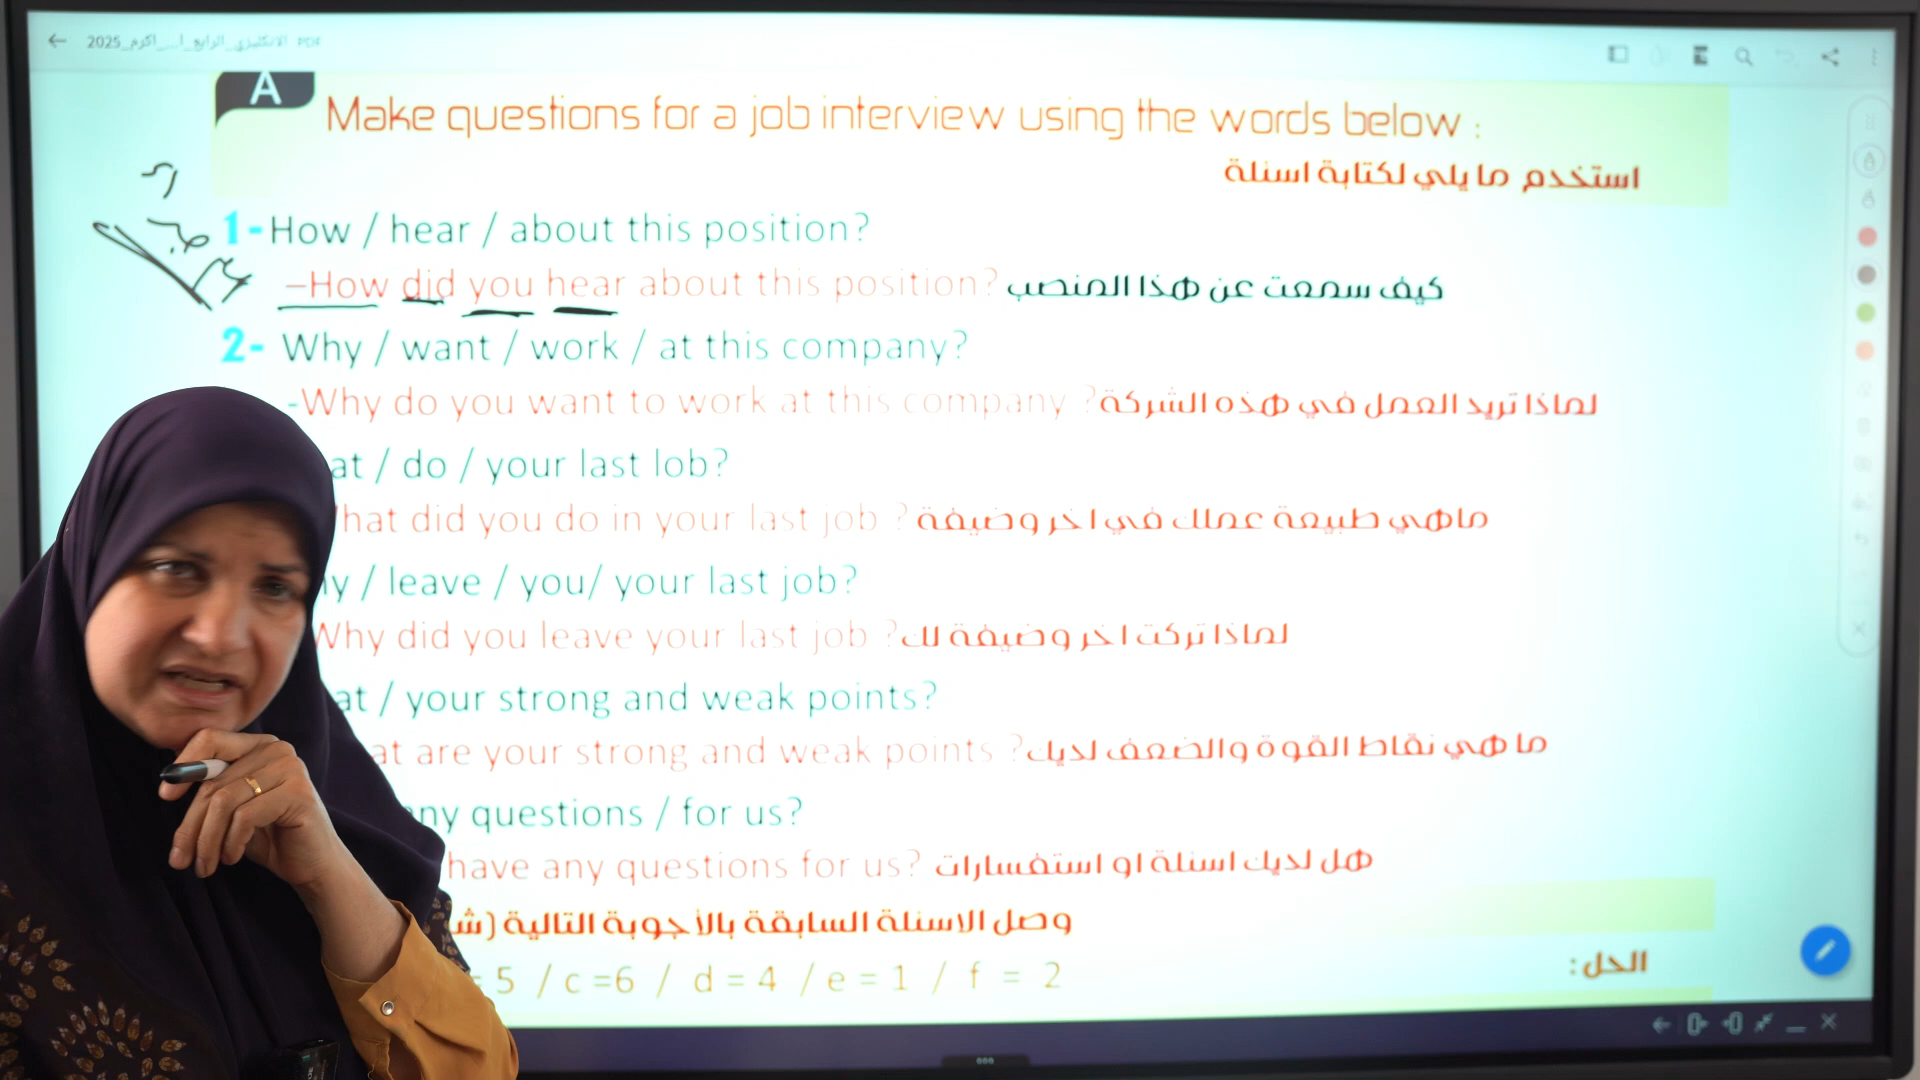 الانكليزي_الرابع_ا..._اكرم_2025 PDF
A
Make questions for a job interview using the words below :
استخدم ما يلي لكتابة اسئلة
1- How / hear / about this position?
–How did you hear about this position? كيف سمعت عن هذا المنصب
2- Why / want / work / at this company?
-Why do you want to work at this company ? لماذا تريد العمل في هذه الشركة
at / do / your last lob?
hat did you do in your last job ? ماهي طبيعة عملك في اخر وضيفة
y / leave / you/ your last job?
Why did you leave your last job ? لماذا تركت اخر وضيفة لك
at / your strong and weak points?
at are your strong and weak points ? ما هي نقاط القوة والضعف لديك
ny questions / for us?
have any questions for us? هل لديك اسئلة او استفسارات
وصل الاسئلة السابقة بالاجوبة التالية (ش
الحل:
= 5 / c =6 / d = 4 / e = 1 / f = 2